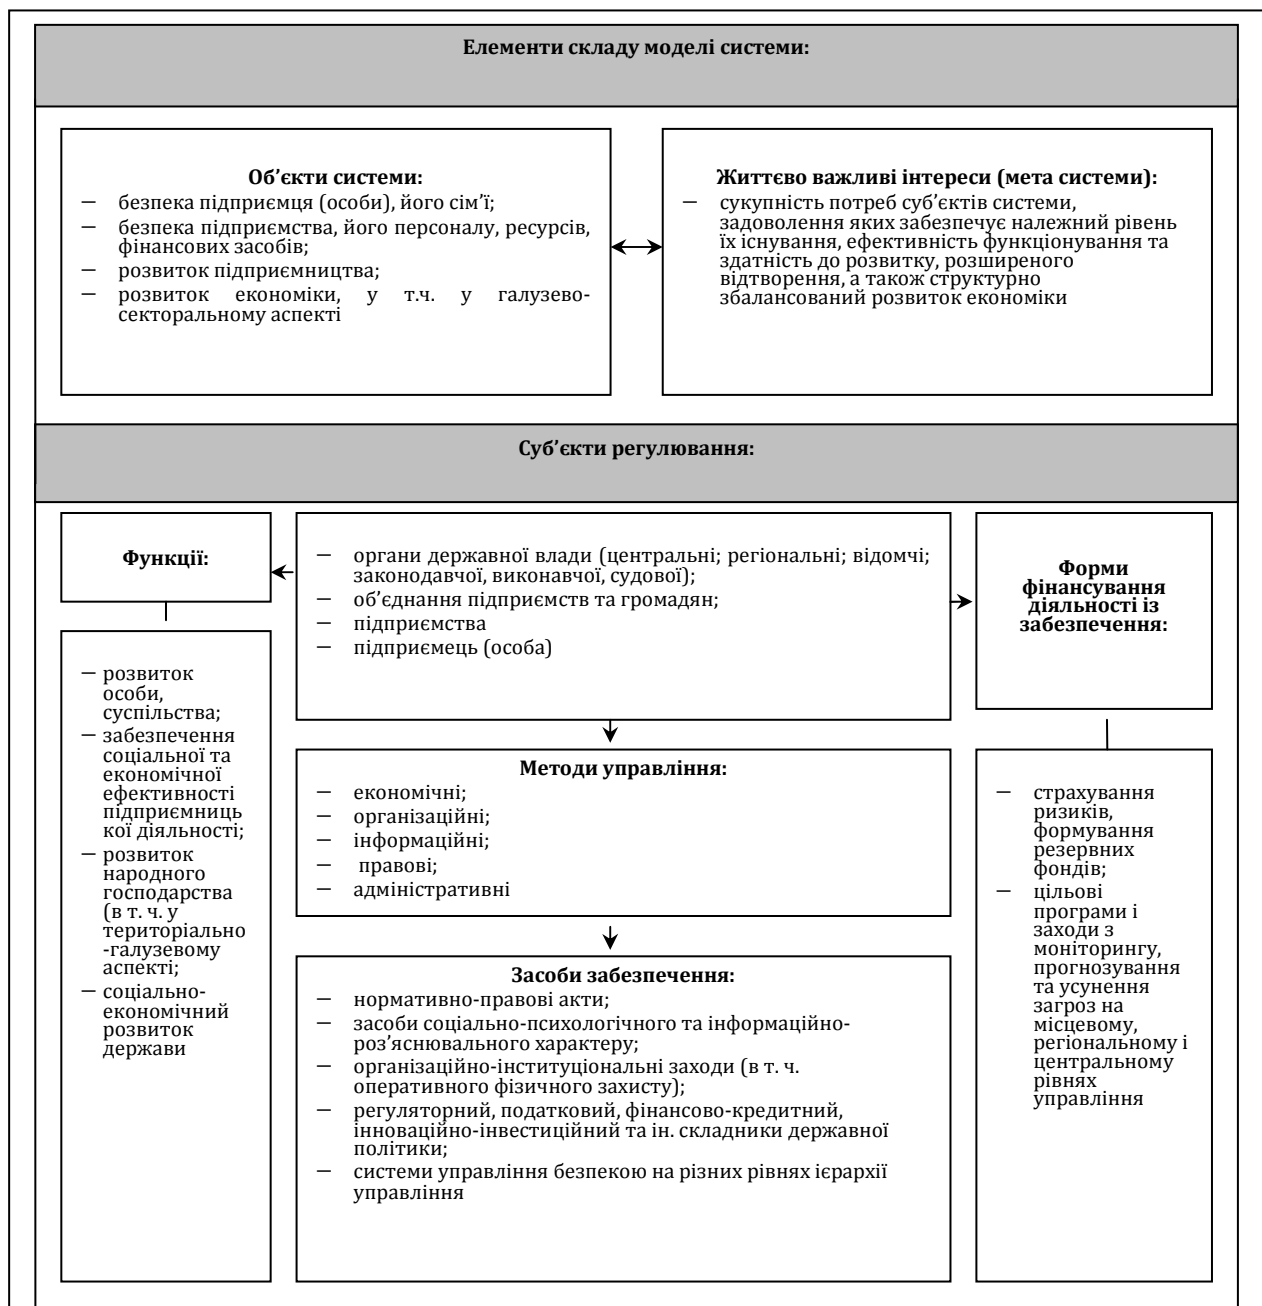 Елементи складу моделі системи:
Об’єкти системи:
— безпека підприємця (особи), його сім’ї;
— безпека підприємства, його персоналу, ресурсів,
фінансових засобів;
— розвиток підприємництва;
— розвиток економіки, у т.ч. у галузево-
секторальному аспекті
Життєво важливі інтереси (мета системи):
— сукупність потреб суб’єктів системи,
задоволення яких забезпечує належний рівень
їх існування, ефективність функціонування та
здатність до розвитку, розширеного
відтворення, а також структурно
збалансований розвиток економіки
Суб’єкти регулювання:
Функції:
— розвиток
особи,
суспільства;
— забезпечення
соціальної та
економічної
ефективності
підприємниць
кої діяльності;
— розвиток
народного
господарства
(в т. ч. у
територіально
-галузевому
аспекті;
— соціально-
економічний
розвиток
держави
— органи державної влади (центральні; регіональні; відомчі;
законодавчої, виконавчої, судової);
— об’єднання підприємств та громадян;
— підприємства
— підприємець (особа)
Методи управління:
— економічні;
— організаційні;
— інформаційні;
— правові;
— адміністративні
Засоби забезпечення:
— нормативно-правові акти;
— засоби соціально-психологічного та інформаційно-
роз’яснювального характеру;
— організаційно-інституціональні заходи (в т. ч.
оперативного фізичного захисту);
— регуляторний, податковий, фінансово-кредитний,
інноваційно-інвестиційний та ін. складники державної
політики;
— системи управління безпекою на різних рівнях ієрархії
управління
Форми
фінансування
діяльності із
забезпечення:
— страхування
ризиків,
формування
резервних
фондів;
— цільові
програми і
заходи з
моніторингу,
прогнозування
та усунення
загроз на
місцевому,
регіональному і
центральному
рівнях
управління